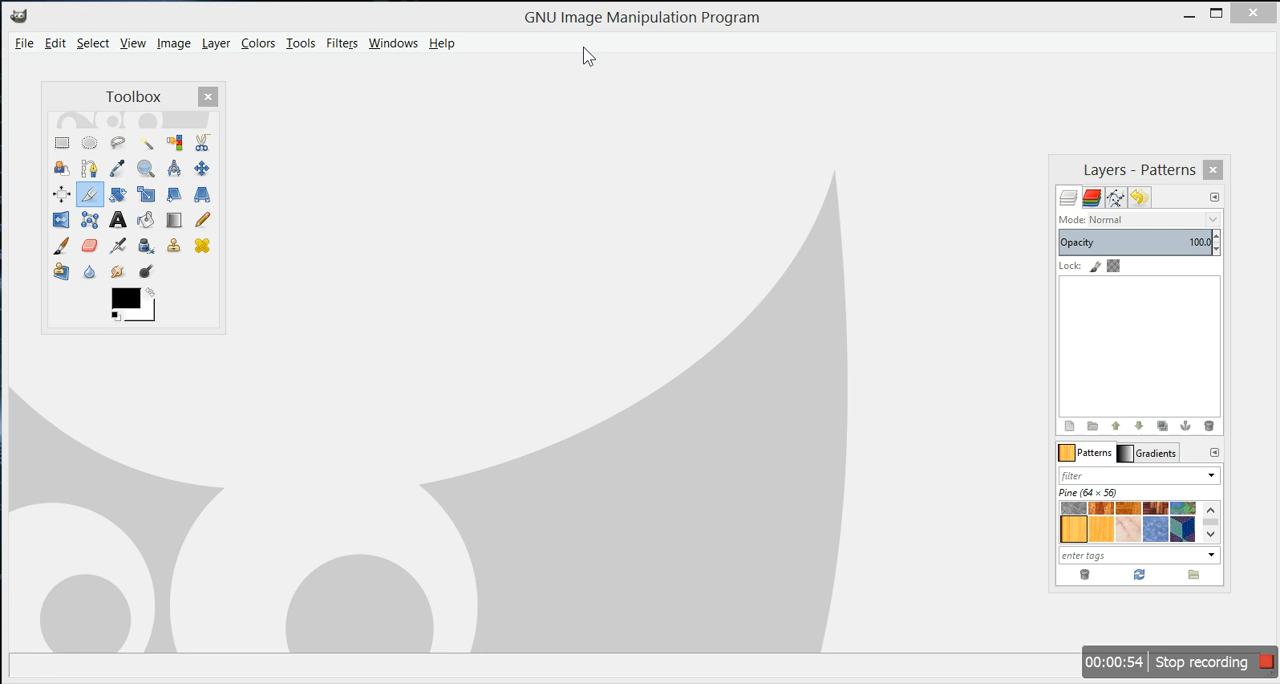 GNU Image Manipulation Program
File Edit Select View Image Layer Colors Tools Filters Windows Help
Toolbox
Layers - Patterns
Mode: Normal
Opacity 100.0
Lock:
Patterns Gradients
filter
Pine (64 × 56)
enter tags
00:00:54 Stop recording